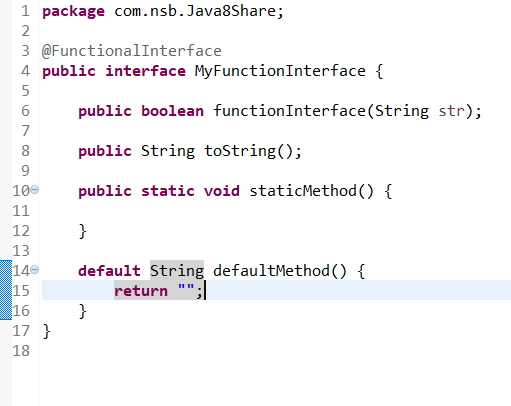 1 package com.nsb.Java8Share;
2
3 @FunctionalInterface
4 public interface MyFunctionInterface {
5
6     public boolean functionInterface(String str);
7
8     public String toString();
9
10     public static void staticMethod() {
11
12     }
13
14     default String defaultMethod() {
15         return "";
16     }
17 }
18